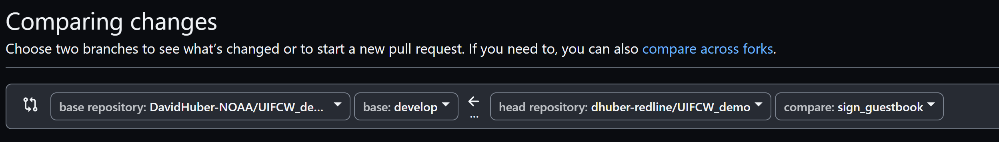 Comparing changes
Choose two branches to see what’s changed or to start a new pull request. If you need to, you can also compare across forks.
base repository: DavidHuber-NOAA/UIFCW_de... base: develop ... head repository: dhuber-redline/UIFCW_demo compare: sign_guestbook